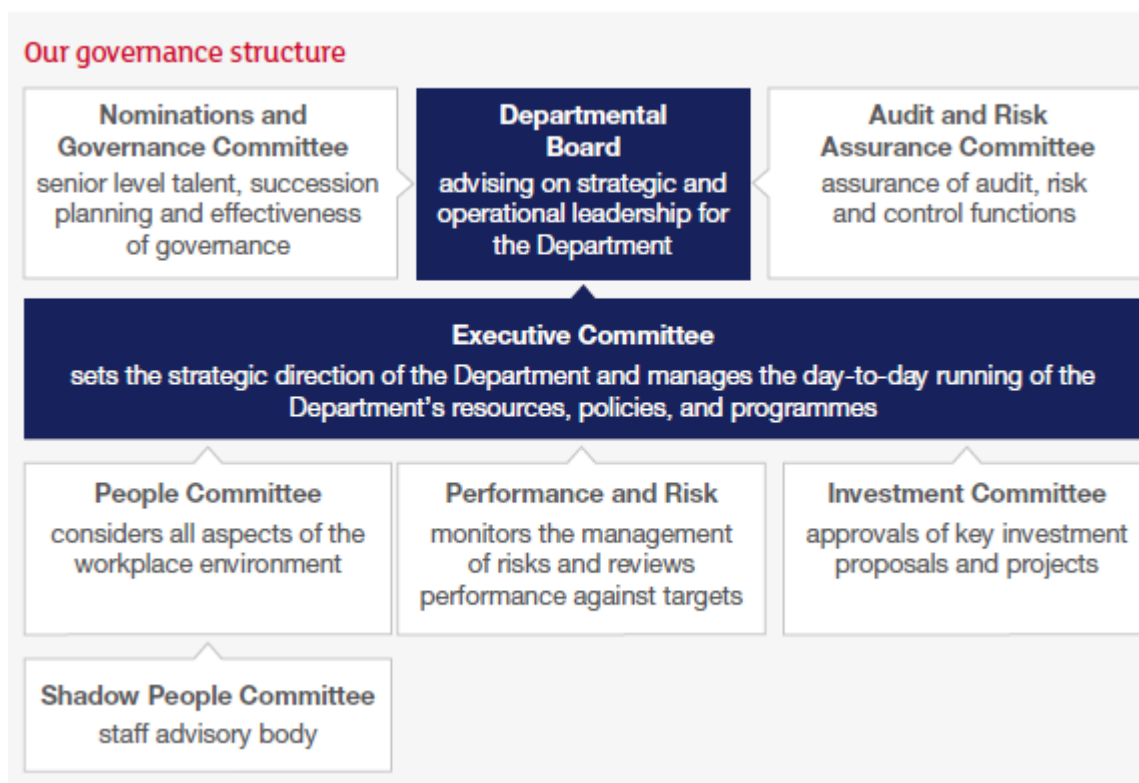 Our governance structure
Nominations and
Governance Committee
senior level talent, succession
planning and effectiveness
of governance
Departmental
Board
advising on strategic and
operational leadership for
the Department
Audit and Risk
Assurance Committee
assurance of audit, risk
and control functions
Executive Committee
sets the strategic direction of the Department and manages the day-to-day running of the
Department's resources, policies, and programmes
People Committee
considers all aspects of the
workplace environment
Performance and Risk
monitors the management
of risks and reviews
performance against targets
Investment Committee
approvals of key investment
proposals and projects
Shadow People Committee
staff advisory body